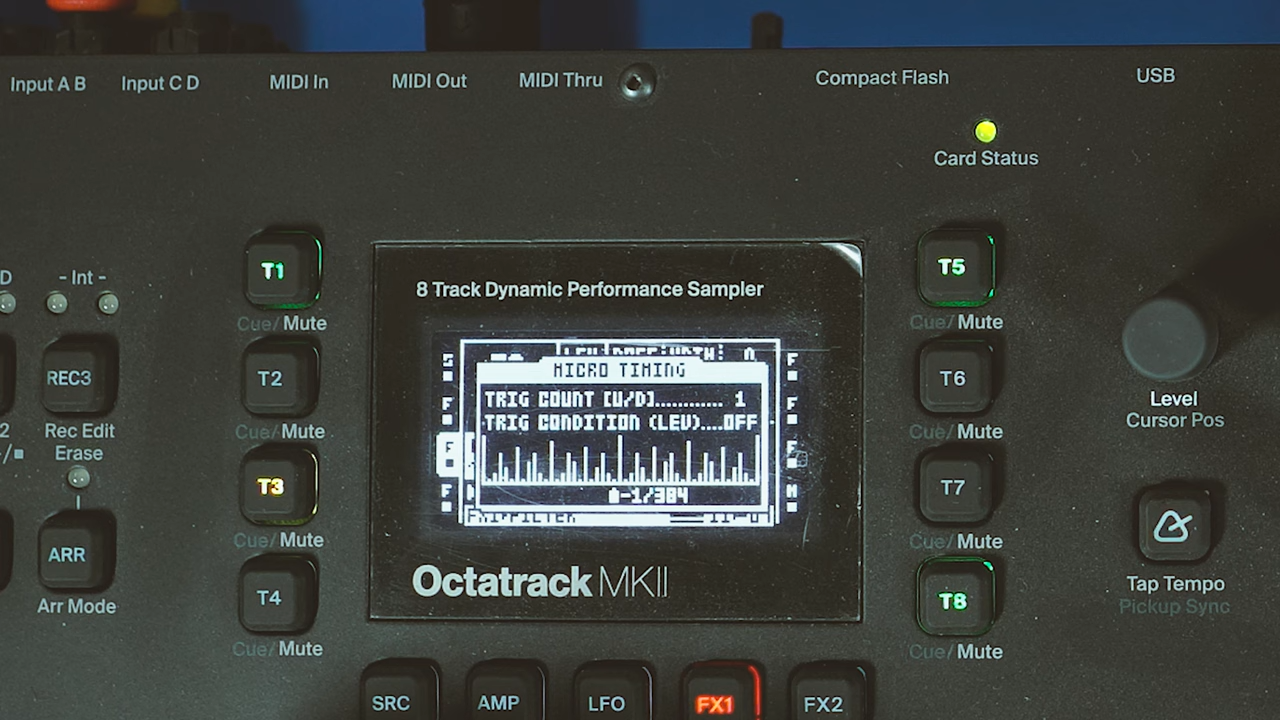 Input A B
Input C D
MIDI In
MIDI Out
MIDI Thru
Compact Flash
USB
Card Status
T1
Cue/Mute
T2
Cue/Mute
T3
Cue/Mute
T4
Cue/Mute
D
- Int -
REC3
2
Rec Edit
/■
Erase
ARR
Arr Mode
8 Track Dynamic Performance Sampler
MICRO TIMING
TRIG COUNT (U/D)............ 1
TRIG CONDITION (LEV)....OFF
-1/384
Octatrack MKII
T5
Cue/Mute
T6
Cue/Mute
T7
Cue/Mute
T8
Cue/Mute
Level
Cursor Pos
Tap Tempo
Pickup Sync
SRC
AMP
LFO
FX1
FX2